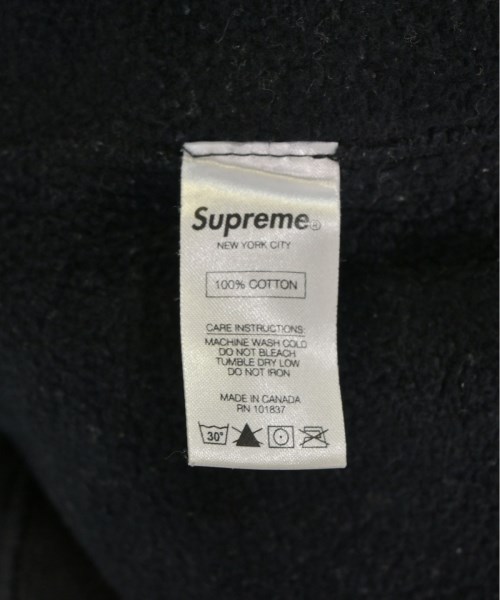 Supreme®
NEW YORK CITY
100% COTTON
CARE INSTRUCTIONS:
MACHINE WASH COLD
DO NOT BLEACH
TUMBLE DRY LOW
DO NOT IRON
MADE IN CANADA
RN 101837
30°